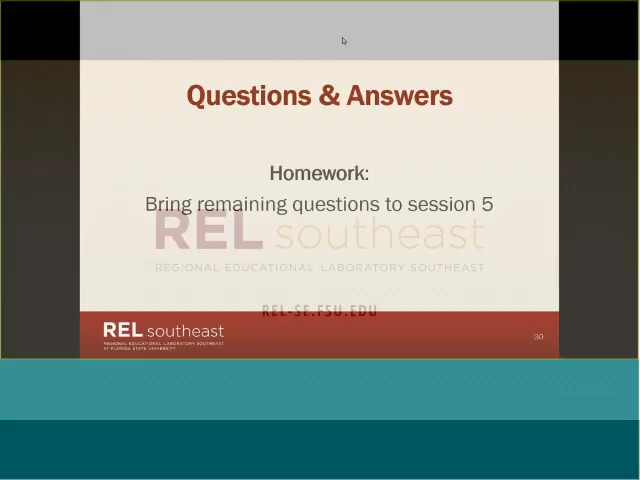 Questions & Answers
Homework:
Bring remaining questions to session 5
REL southeast
REGIONAL EDUCATIONAL LABORATORY SOUTHEAST
REL-SE.FSU.EDU
REL southeast
REGIONAL EDUCATIONAL LABORATORY SOUTHEAST
AT FLORIDA STATE UNIVERSITY
30